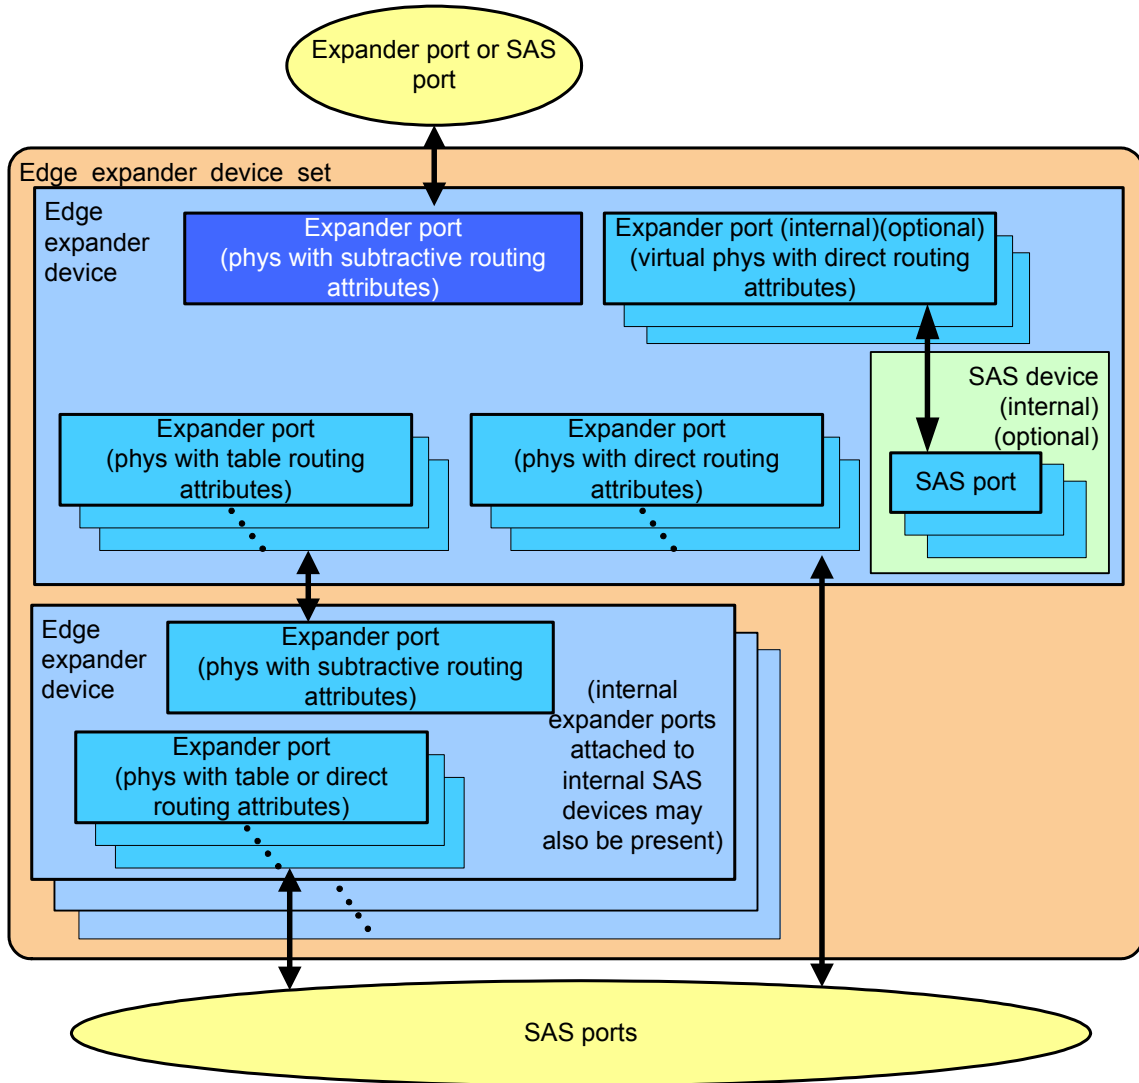 Expander port or SAS
port
Edge expander device set
Edge
expander
device
Expander port
(phys with subtractive routing
attributes)
Expander port (internal)(optional)
(virtual phys with direct routing
attributes)
SAS device
(internal)
(optional)
SAS port
Expander port
(phys with table routing
attributes)
Expander port
(phys with direct routing
attributes)
Edge
expander
device
Expander port
(phys with subtractive routing
attributes)
(internal
expander ports
attached to
internal SAS
devices may
also be present)
Expander port
(phys with table or direct
routing attributes)
SAS ports